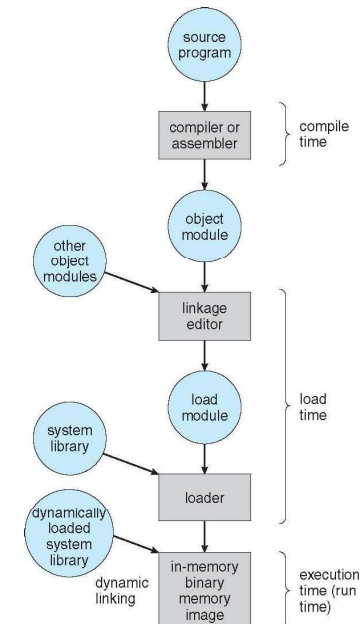 source
program
compiler or
assembler
compile
time
object
module
other
object
modules
linkage
editor
load
module
load
time
system
library
loader
dynamically
loaded
system
library
dynamic
linking
in-memory
binary
memory
image
execution
time (run
time)